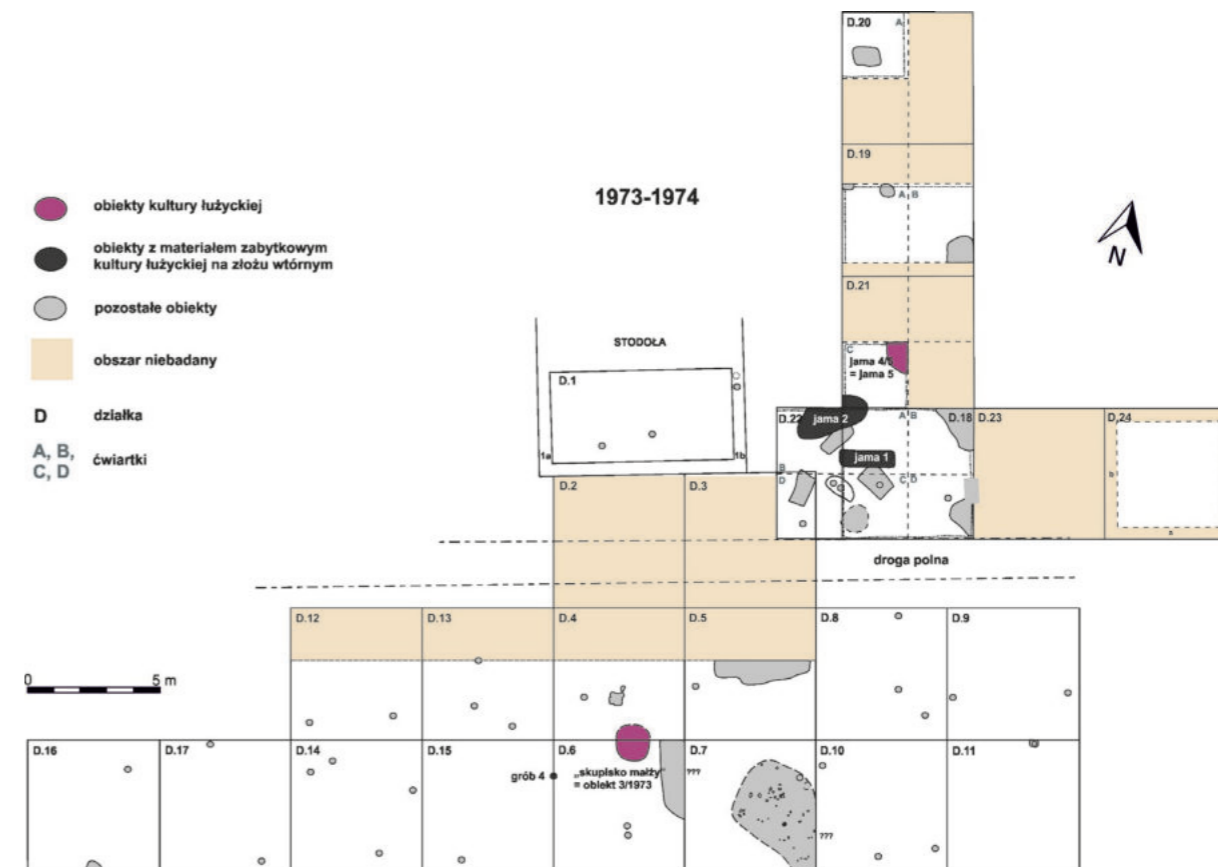 1973-1974
N
obiekty kultury łużyckiej
obiekty z materiałem zabytkowym
kultury łużyckiej na złożu wtórnym
pozostałe obiekty
obszar niebadany
D
działka
A, B,
C, D
ćwiartki
0
5 m
D.20
A
D.19
A
B
D.21
C
jama 4/5
= jama 5
STODOŁA
D.1
1a
1b
D.22
jama 2
A
B
D.18
D.23
D.24
jama 1
B
D
C
D
b
a
D.2
D.3
droga polna
D.12
D.13
D.4
D.5
D.8
D.9
D.16
D.17
D.14
D.15
D.6
D.7
D.10
D.11
grób 4
„skupisko małży”
= obiekt 3/1973
???
???